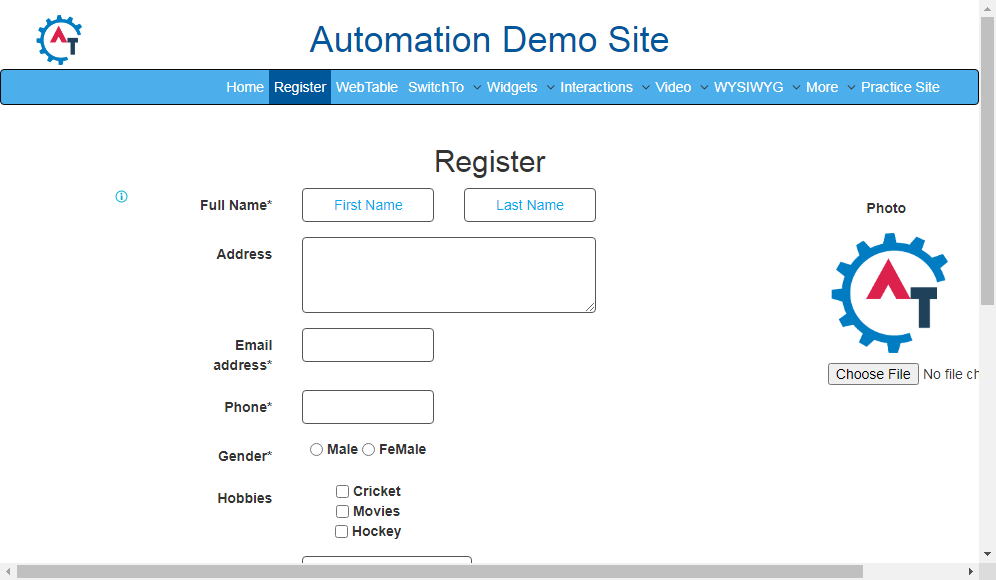 AT
Automation Demo Site
Home Register WebTable SwitchTo Widgets Interactions Video WYSIWYG More Practice Site
Register
Full Name* First Name Last Name
Photo
Address
AT
Email
address*
Choose File No file ch
Phone*
Gender* Male FeMale
Hobbies Cricket
Movies
Hockey